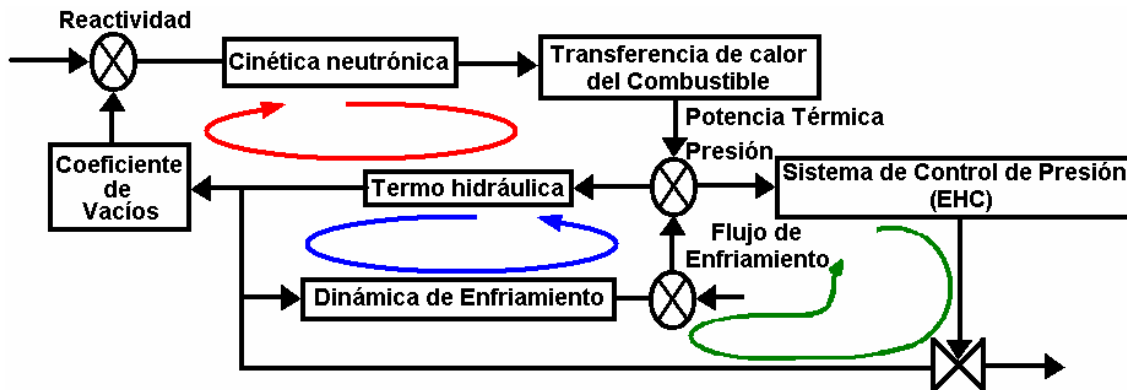 Reactividad
Cinética neutrónica
Transferencia de calor
del Combustible
Potencia Térmica
Presión
Coeficiente
de
Vacíos
Termo hidráulica
Sistema de Control de Presión
(EHC)
Flujo de
Enfriamiento
Dinámica de Enfriamiento